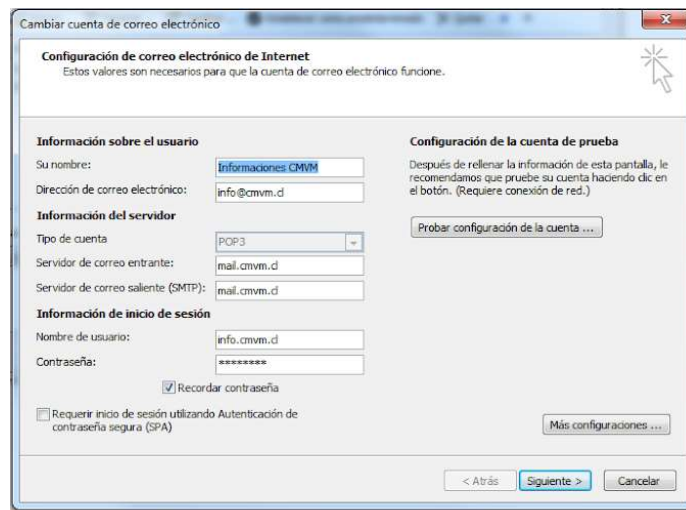 Cambiar cuenta de correo electrónico
Configuración de correo electrónico de Internet
Estos valores son necesarios para que la cuenta de correo electrónico funcione.
Información sobre el usuario
Su nombre: Informaciones CMVM
Dirección de correo electrónico: info@cmvm.cl
Información del servidor
Tipo de cuenta POP3
Servidor de correo entrante: mail.cmvm.cl
Servidor de correo saliente (SMTP): mail.cmvm.cl
Información de inicio de sesión
Nombre de usuario: info.cmvm.cl
Contraseña: ********
Recordar contraseña
Requerir inicio de sesión utilizando Autenticación de
contraseña segura (SPA)
Configuración de la cuenta de prueba
Después de rellenar la información de esta pantalla, le
recomendamos que pruebe su cuenta haciendo clic en
el botón. (Requiere conexión de red.)
Probar configuración de la cuenta ...
Más configuraciones ...
< Atrás
Siguiente >
Cancelar